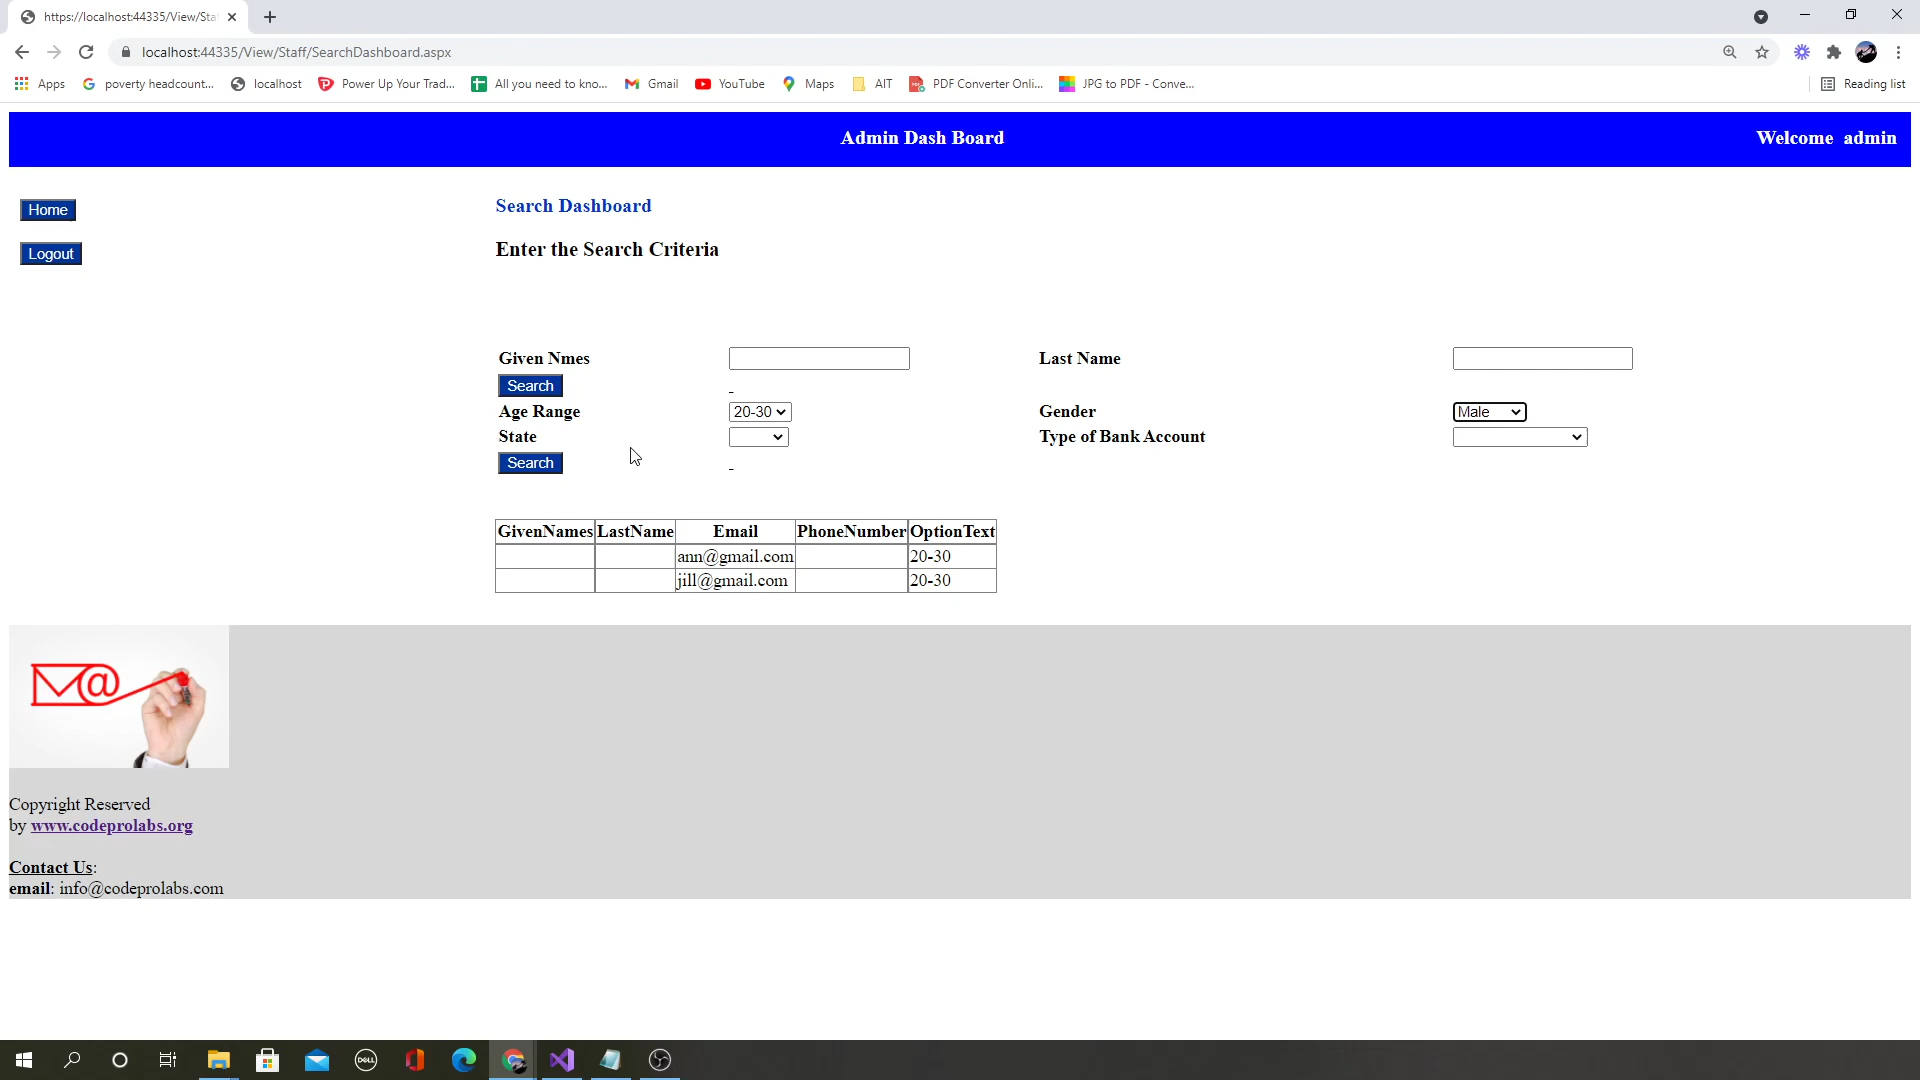 https://localhost:44335/View/Sta
localhost:44335/View/Staff/SearchDashboard.aspx
Apps poverty headcount... localhost Power Up Your Trad... All you need to kno... Gmail YouTube Maps AIT PDF Converter Onli... JPG to PDF - Conve... Reading list
Admin Dash Board Welcome admin
Home
Logout
Search Dashboard
Enter the Search Criteria
Given Nmes Last Name
Search
Age Range 20-30 Gender Male
State Type of Bank Account
Search
GivenNames LastName Email PhoneNumber OptionText
ann@gmail.com 20-30
jill@gmail.com 20-30
@
Copyright Reserved
by www.codeprolabs.org
Contact Us:
email: info@codeprolabs.com
DELL